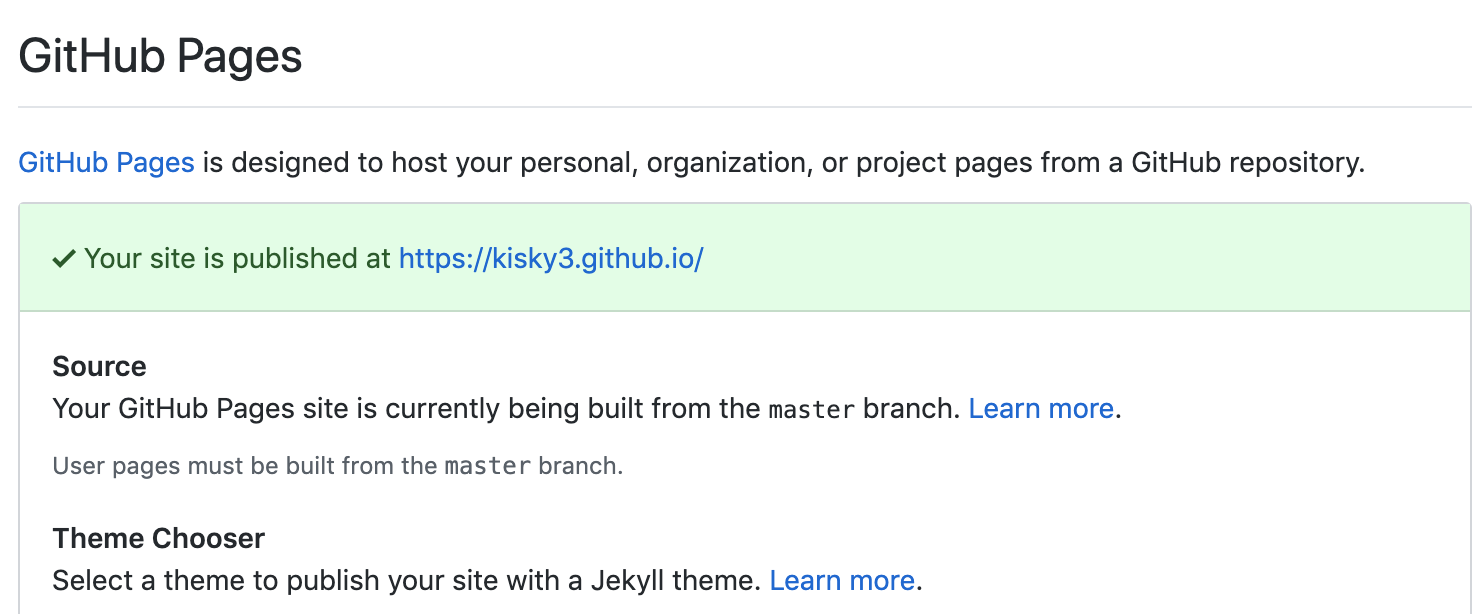 GitHub Pages
GitHub Pages is designed to host your personal, organization, or project pages from a GitHub repository.
✓ Your site is published at https://kisky3.github.io/
Source
Your GitHub Pages site is currently being built from the master branch. Learn more.
User pages must be built from the master branch.
Theme Chooser
Select a theme to publish your site with a Jekyll theme. Learn more.